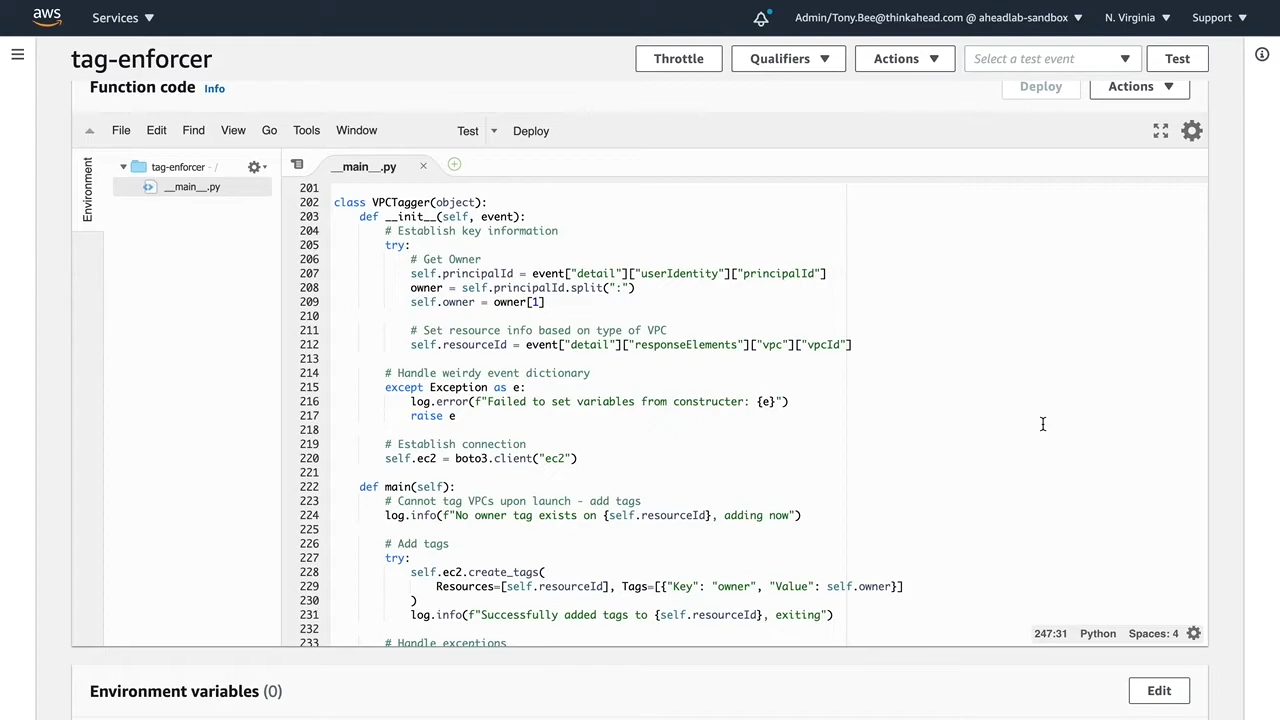 aws Services Admin/Tony.Bee@thinkahead.com @ aheadlab-sandbox N. Virginia Support
tag-enforcer Throttle Qualifiers Actions Select a test event Test
Function code Info Deploy Actions
File Edit Find View Go Tools Window Test Deploy
Environment
tag-enforcer - /
__main__.py
__main__.py
201
202 class VPCTagger(object):
203 def __init__(self, event):
204 # Establish key information
205 try:
206 # Get Owner
207 self.principalId = event["detail"]["userIdentity"]["principalId"]
208 owner = self.principalId.split(":")
209 self.owner = owner[1]
210
211 # Set resource info based on type of VPC
212 self.resourceId = event["detail"]["responseElements"]["vpc"]["vpcId"]
213
214 # Handle weirdy event dictionary
215 except Exception as e:
216 log.error(f"Failed to set variables from constructer: {e}")
217 raise e
218
219 # Establish connection
220 self.ec2 = boto3.client("ec2")
221
222 def main(self):
223 # Cannot tag VPCs upon launch - add tags
224 log.info(f"No owner tag exists on {self.resourceId}, adding now")
225
226 # Add tags
227 try:
228 self.ec2.create_tags(
229 Resources=[self.resourceId], Tags=[{"Key": "owner", "Value": self.owner}]
230 )
231 log.info(f"Successfully added tags to {self.resourceId}, exiting")
232
233 # Handle exceptions
247:31 Python Spaces: 4
Environment variables (0) Edit